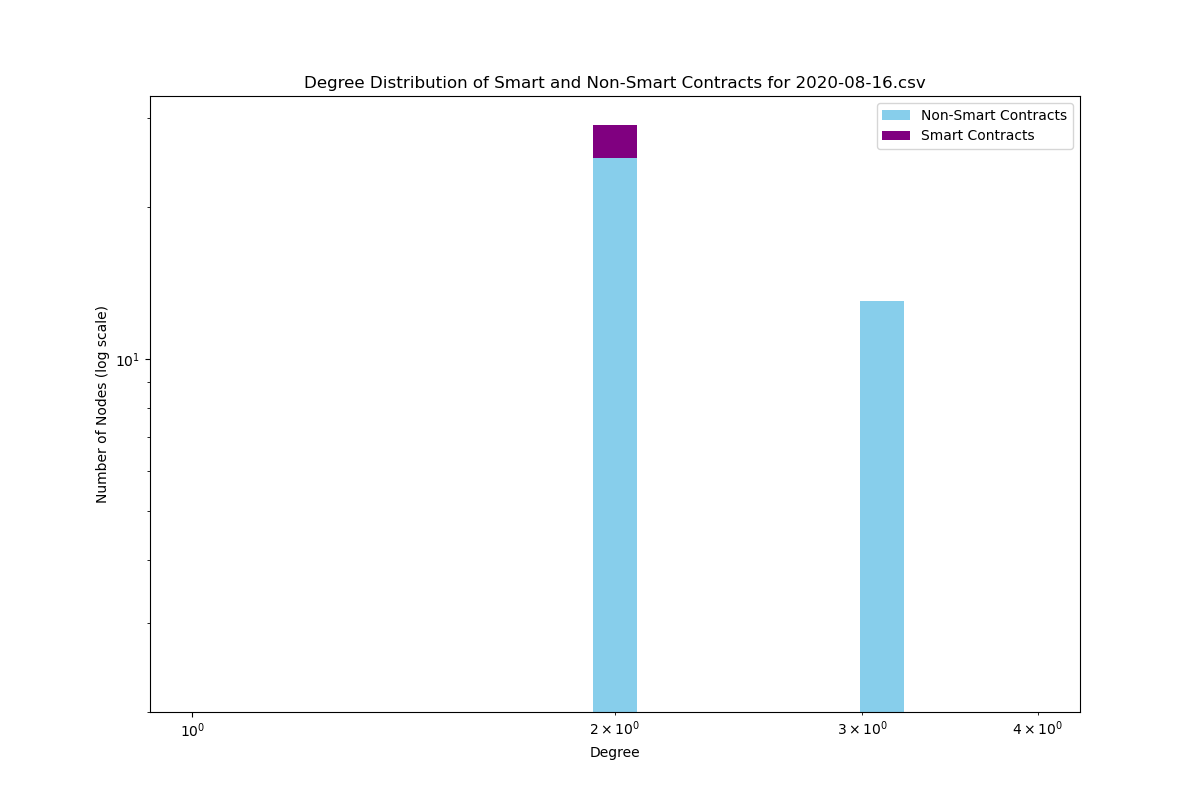 Degree Distribution of Smart and Non-Smart Contracts for 2020-08-16.csv
Non-Smart Contracts
Smart Contracts
Number of Nodes (log scale)
10¹
10⁰
2 × 10⁰
3 × 10⁰
4 × 10⁰
Degree